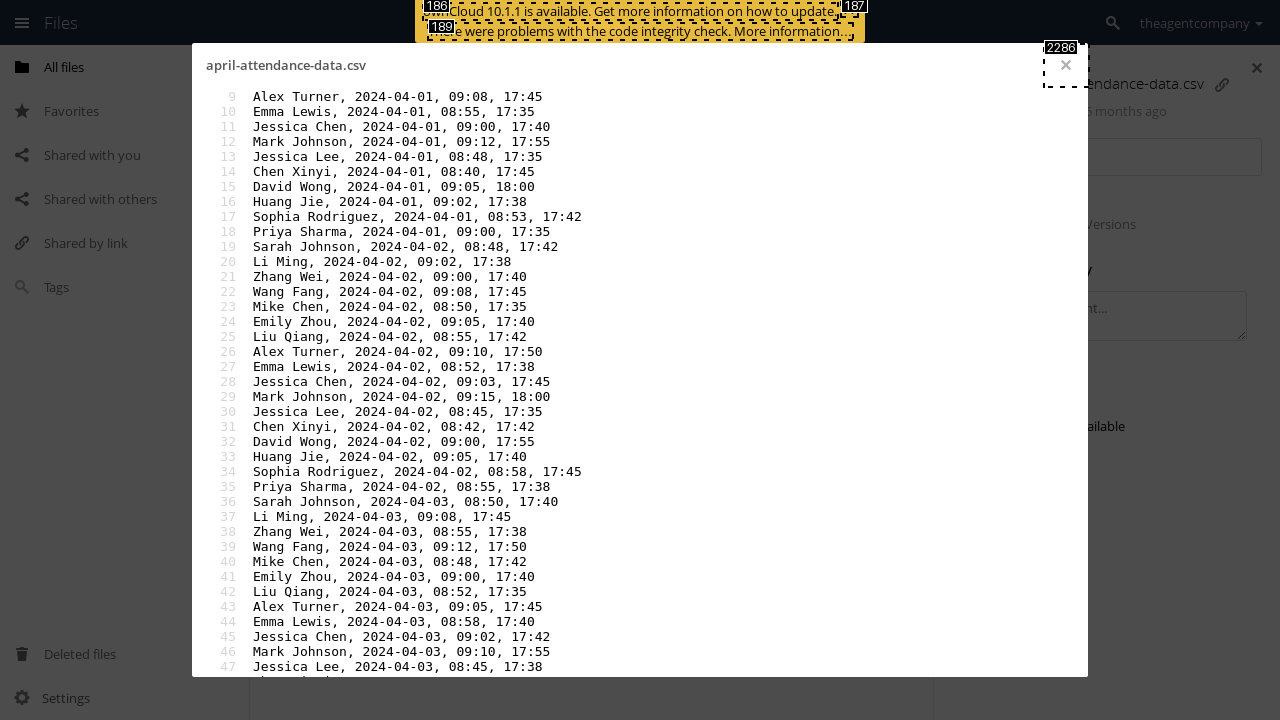 Files
186
ownCloud 10.1.1 is available. Get more information on how to update.
187
189
There were problems with the code integrity check. More information…
theagentcompany
2286
april-attendance-data.csv
All files
Favorites
Shared with you
Shared with others
Shared by link
Tags
Deleted files
Settings
9 Alex Turner, 2024-04-01, 09:08, 17:45
10 Emma Lewis, 2024-04-01, 08:55, 17:35
11 Jessica Chen, 2024-04-01, 09:00, 17:40
12 Mark Johnson, 2024-04-01, 09:12, 17:55
13 Jessica Lee, 2024-04-01, 08:48, 17:35
14 Chen Xinyi, 2024-04-01, 08:40, 17:45
15 David Wong, 2024-04-01, 09:05, 18:00
16 Huang Jie, 2024-04-01, 09:02, 17:38
17 Sophia Rodriguez, 2024-04-01, 08:53, 17:42
18 Priya Sharma, 2024-04-01, 09:00, 17:35
19 Sarah Johnson, 2024-04-02, 08:48, 17:42
20 Li Ming, 2024-04-02, 09:02, 17:38
21 Zhang Wei, 2024-04-02, 09:00, 17:40
22 Wang Fang, 2024-04-02, 09:08, 17:45
23 Mike Chen, 2024-04-02, 08:50, 17:35
24 Emily Zhou, 2024-04-02, 09:05, 17:40
25 Liu Qiang, 2024-04-02, 08:55, 17:42
26 Alex Turner, 2024-04-02, 09:10, 17:50
27 Emma Lewis, 2024-04-02, 08:52, 17:38
28 Jessica Chen, 2024-04-02, 09:03, 17:45
29 Mark Johnson, 2024-04-02, 09:15, 18:00
30 Jessica Lee, 2024-04-02, 08:45, 17:35
31 Chen Xinyi, 2024-04-02, 08:42, 17:42
32 David Wong, 2024-04-02, 09:00, 17:55
33 Huang Jie, 2024-04-02, 09:05, 17:40
34 Sophia Rodriguez, 2024-04-02, 08:58, 17:45
35 Priya Sharma, 2024-04-02, 08:55, 17:38
36 Sarah Johnson, 2024-04-03, 08:50, 17:40
37 Li Ming, 2024-04-03, 09:08, 17:45
38 Zhang Wei, 2024-04-03, 08:55, 17:38
39 Wang Fang, 2024-04-03, 09:12, 17:50
40 Mike Chen, 2024-04-03, 08:48, 17:42
41 Emily Zhou, 2024-04-03, 09:00, 17:40
42 Liu Qiang, 2024-04-03, 08:52, 17:35
43 Alex Turner, 2024-04-03, 09:05, 17:45
44 Emma Lewis, 2024-04-03, 08:58, 17:40
45 Jessica Chen, 2024-04-03, 09:02, 17:42
46 Mark Johnson, 2024-04-03, 09:10, 17:55
47 Jessica Lee, 2024-04-03, 08:45, 17:38
endance-data.csv
months ago
Versions
ailable